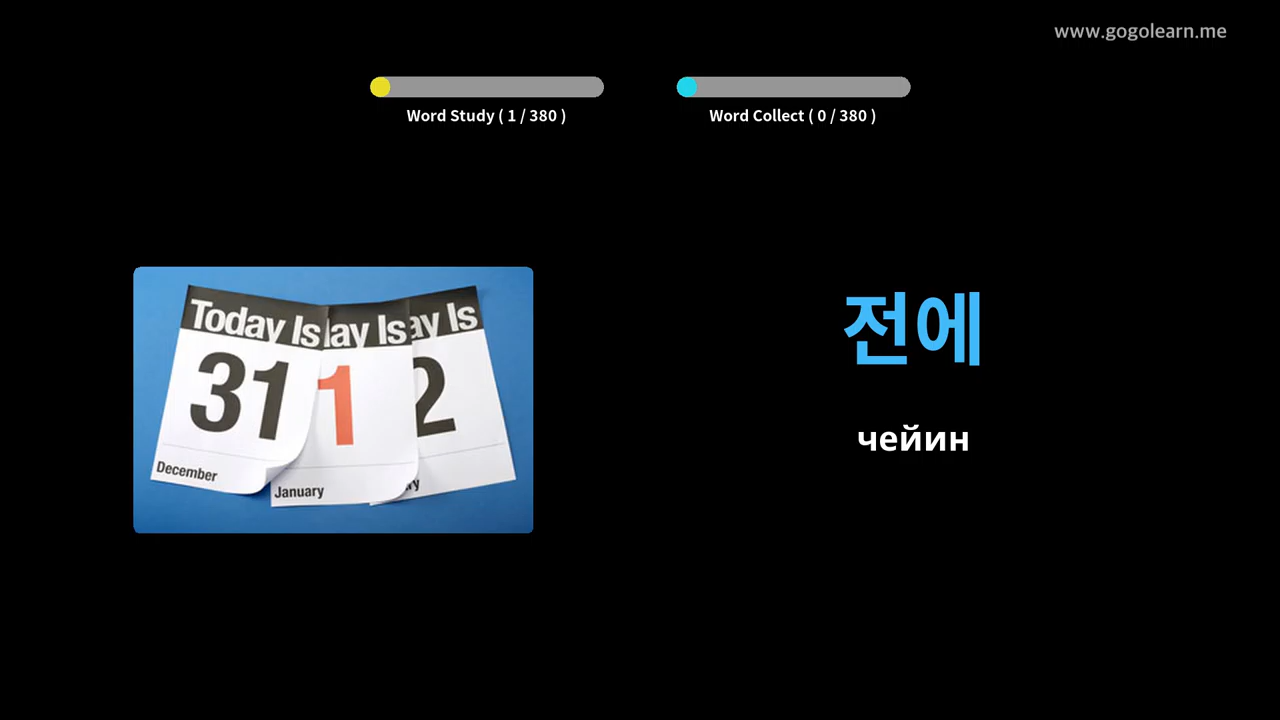 www.gogolearn.me
Word Study ( 1 / 380 )
Word Collect ( 0 / 380 )
Today Is
ay Is
ay Is
31
1
2
December
January
ry
전에
чейин